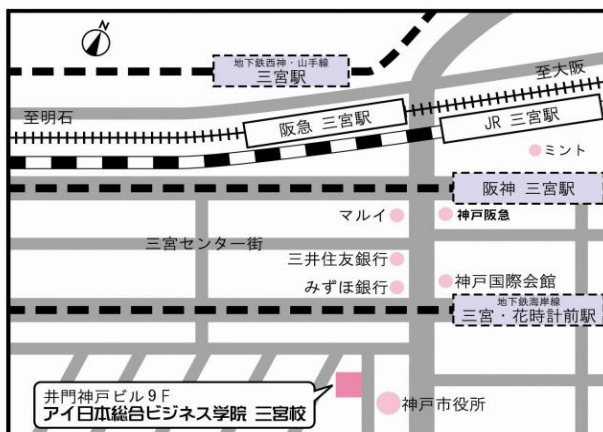 N
地下鉄西神・山手線
三宮駅
至大阪
至明石
阪急 三宮駅
JR 三宮駅
ミント
阪神 三宮駅
マルイ
神戸阪急
三宮センター街
三井住友銀行
みずほ銀行
神戸国際会館
地下鉄海岸線
三宮・花時計前駅
井門神戸ビル9F
アイ日本総合ビジネス学院 三宮校
神戸市役所